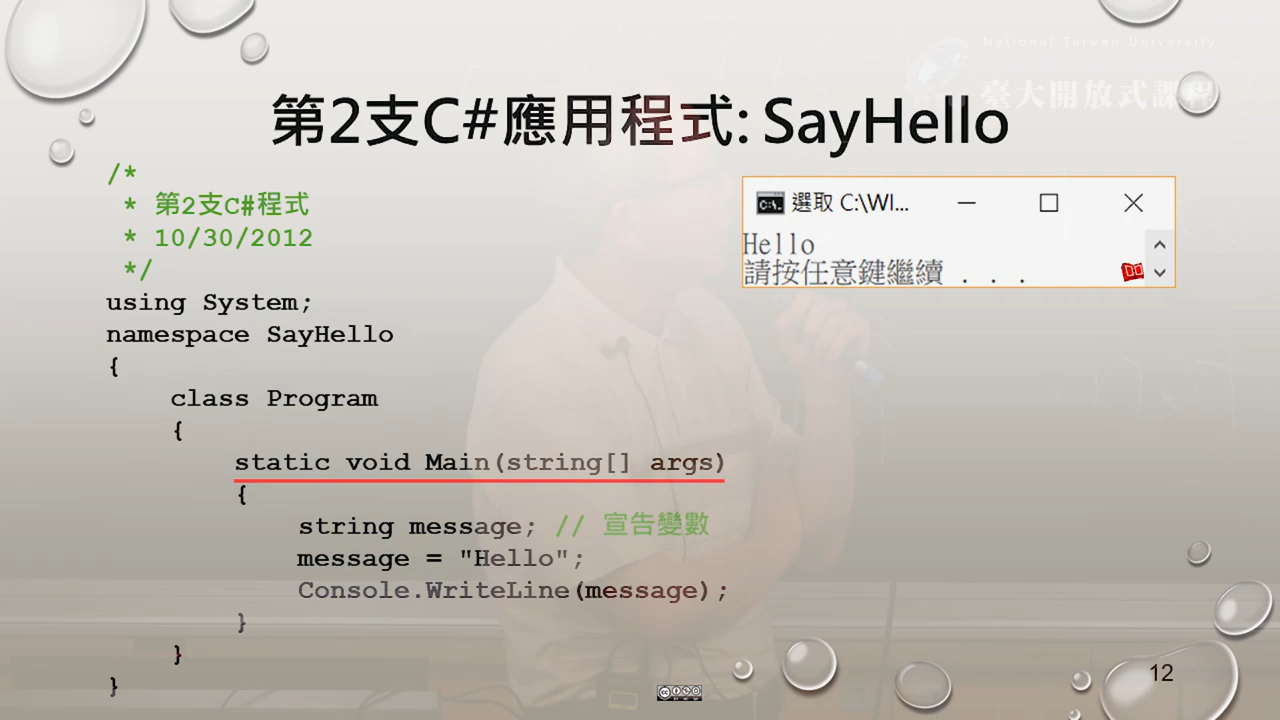 National Taiwan University
臺大開放式課程
第2支C#應用程式: SayHello
/*
* 第2支C#程式
* 10/30/2012
*/
using System;
namespace SayHello
{
class Program
{
static void Main(string[] args)
{
string message; // 宣告變數
message = "Hello";
Console.WriteLine(message);
}
}
}
選取 C:\WI...
Hello
請按任意鍵繼續 . . .
12